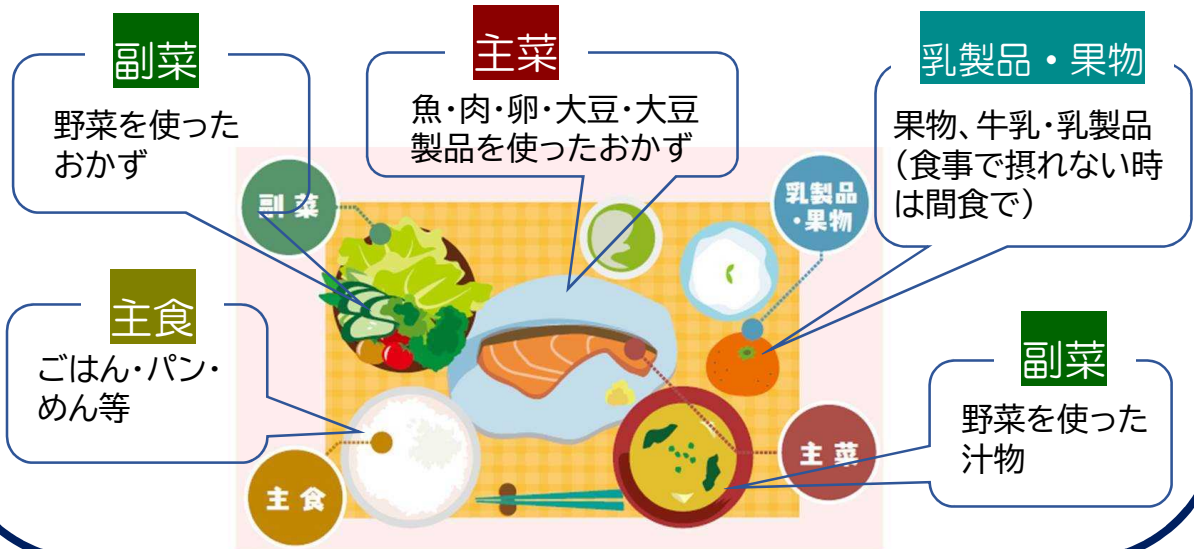 副菜
野菜を使った
おかず
主菜
魚・肉・卵・大豆・大豆
製品を使ったおかず
乳製品・果物
果物、牛乳・乳製品
(食事で摂れない時
は間食で)
副菜
乳製品
・果物
主食
ごはん・パン・
めん等
副菜
野菜を使った
汁物
主菜
主食